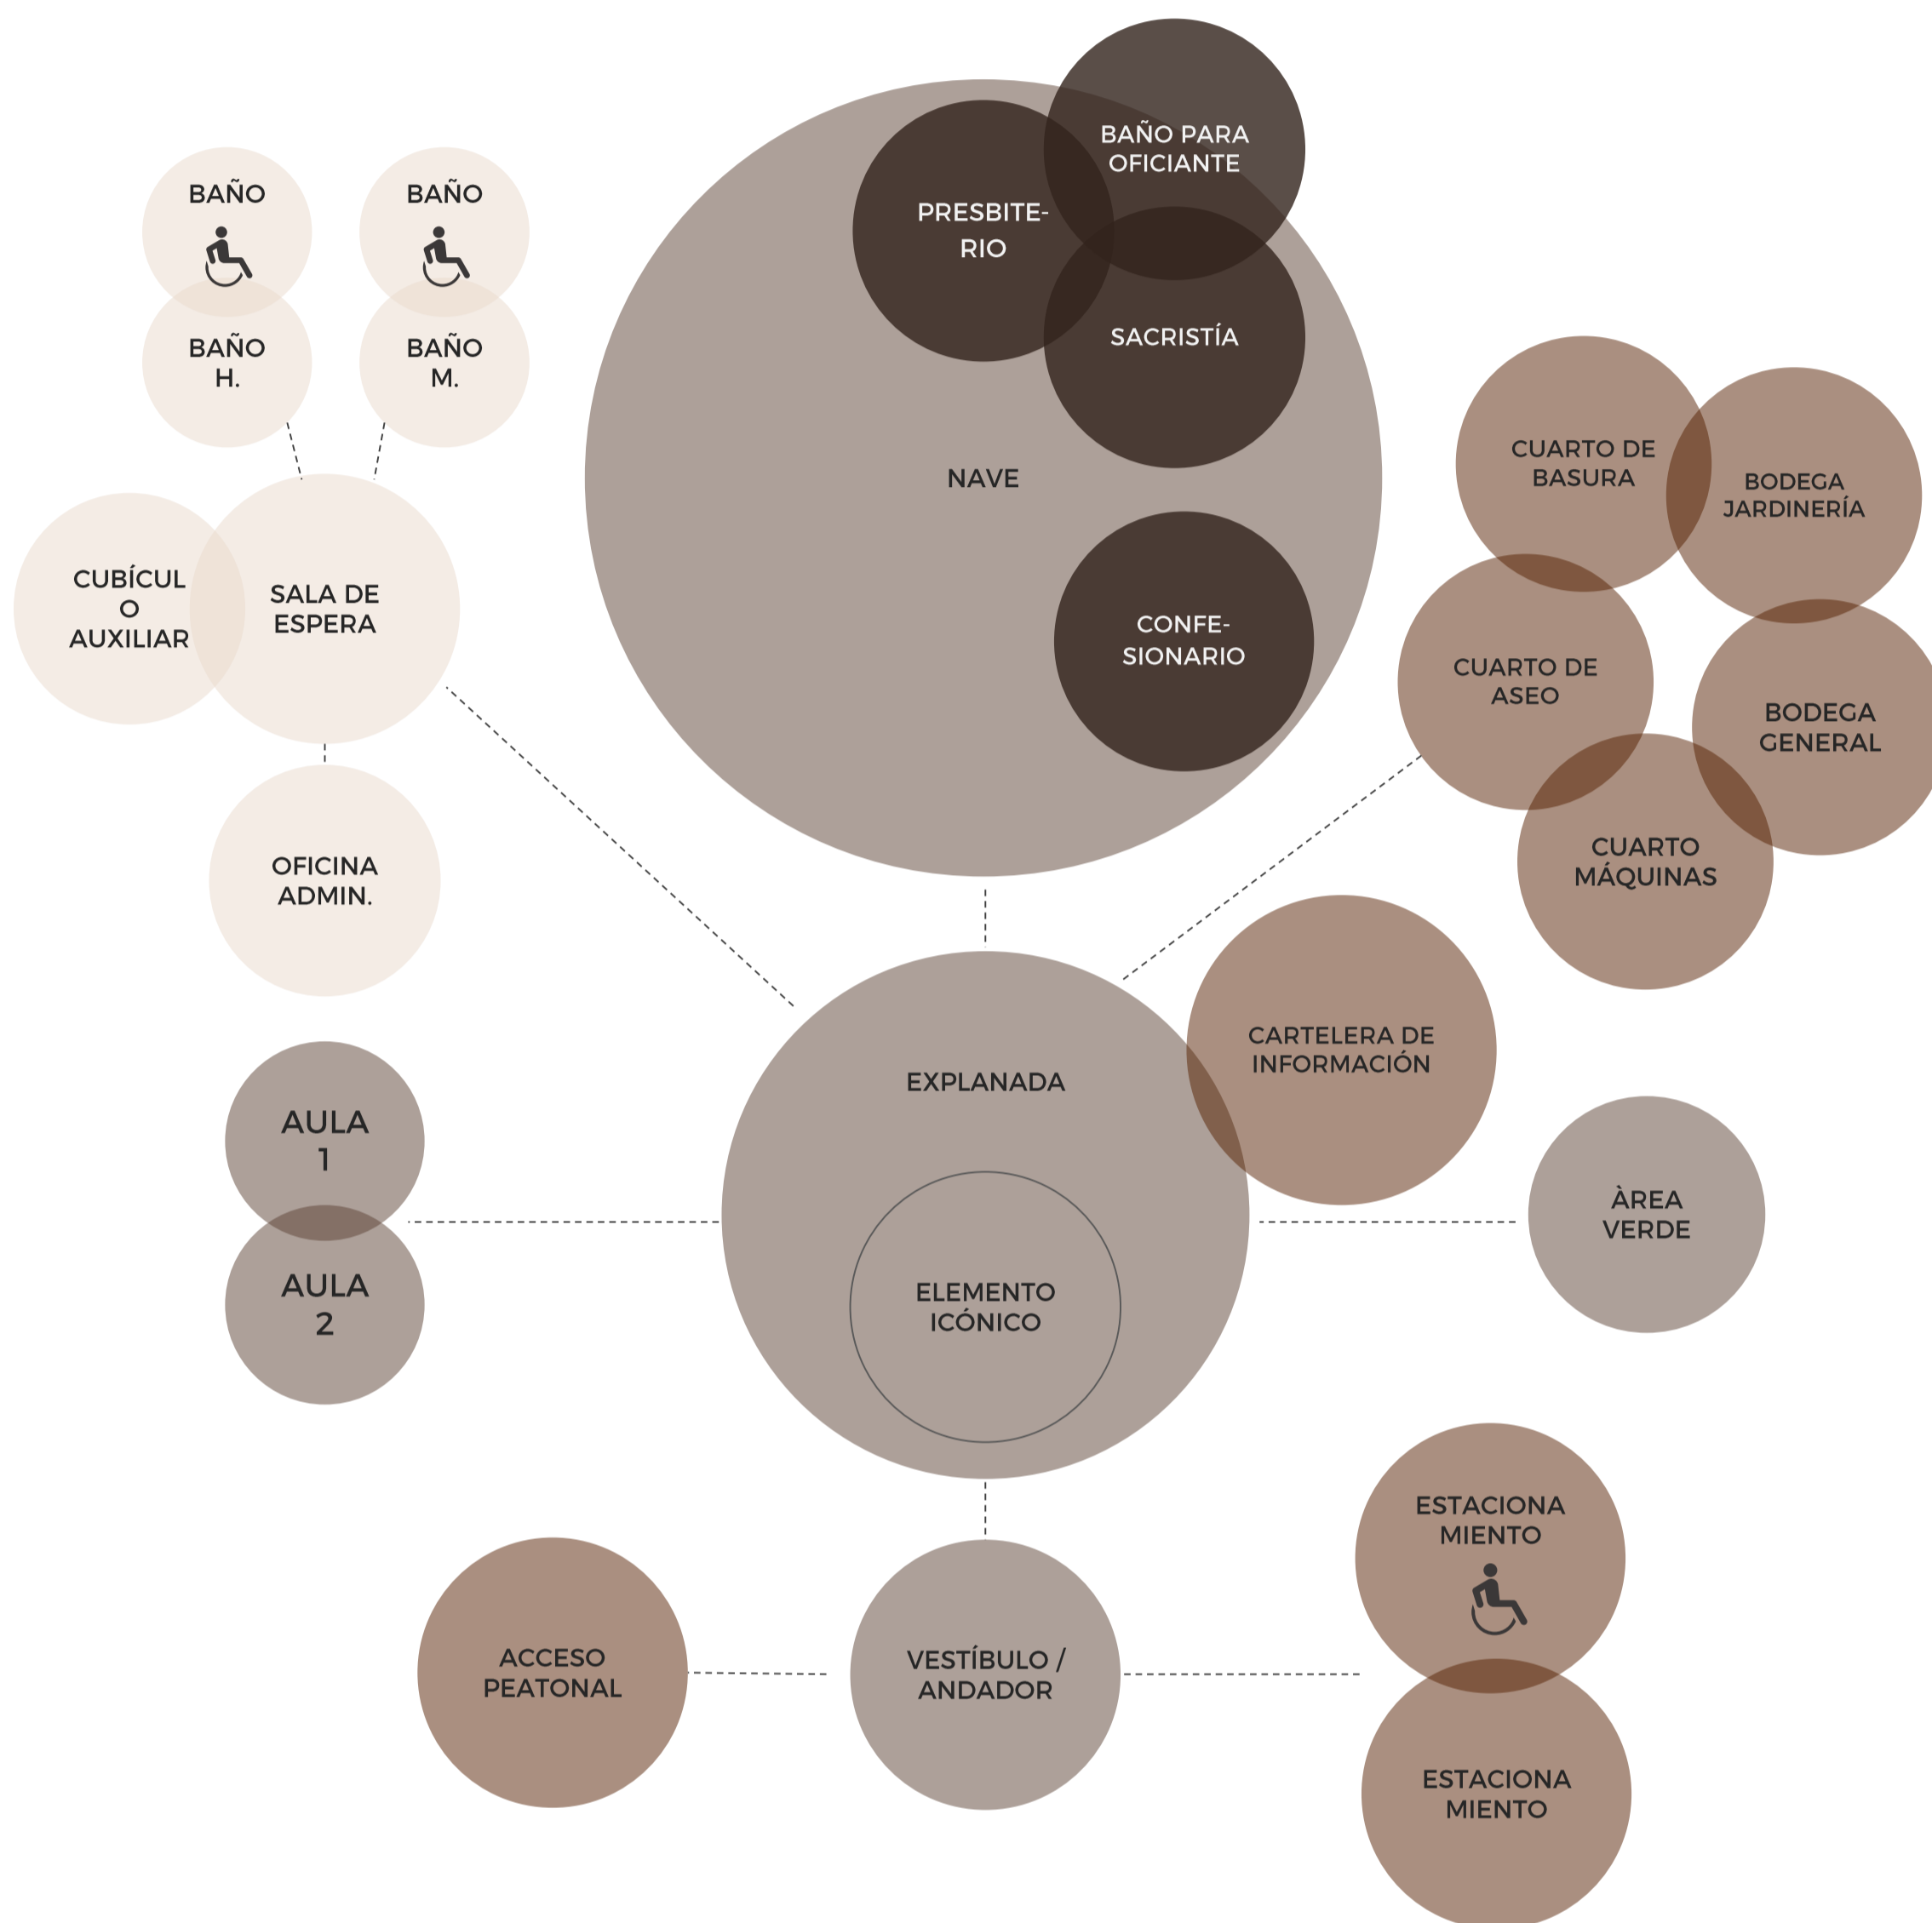 BAÑO PARA
OFICIANTE
PRESBITE-
RIO
SACRISTÍA
NAVE
CONFE-
SIONARIO
BAÑO
BAÑO
BAÑO
H.
BAÑO
M.
CUBÍCUL
O
AUXILIAR
SALA DE
ESPERA
OFICINA
ADMIN.
CUARTO DE
BASURA
BODEGA
JARDINERÍA
CUARTO DE
ASEO
BODEGA
GENERAL
CUARTO
MÁQUINAS
CARTELERA DE
INFORMACIÓN
EXPLANADA
ELEMENTO
ICÓNICO
AULA
1
AULA
2
ÀREA
VERDE
ACCESO
PEATONAL
VESTÍBULO /
ANDADOR
ESTACIONA
MIENTO
ESTACIONA
MIENTO